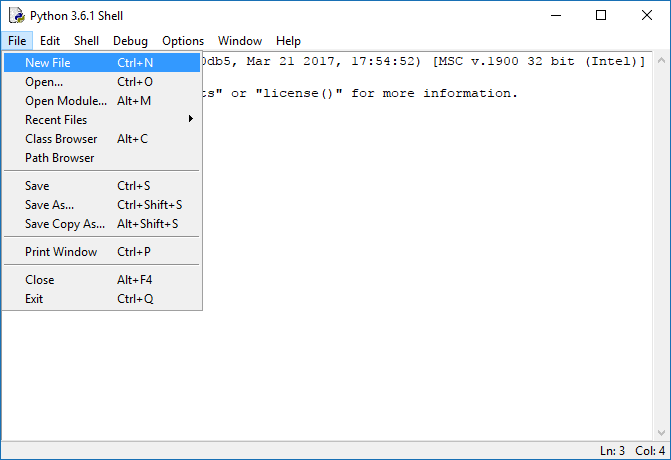 Python 3.6.1 Shell
File Edit Shell Debug Options Window Help
0db5, Mar 21 2017, 17:54:52) [MSC v.1900 32 bit (Intel)]
ts" or "license()" for more information.
New File Ctrl+N
Open... Ctrl+O
Open Module... Alt+M
Recent Files
Class Browser Alt+C
Path Browser
Save Ctrl+S
Save As... Ctrl+Shift+S
Save Copy As... Alt+Shift+S
Print Window Ctrl+P
Close Alt+F4
Exit Ctrl+Q
Ln: 3 Col: 4